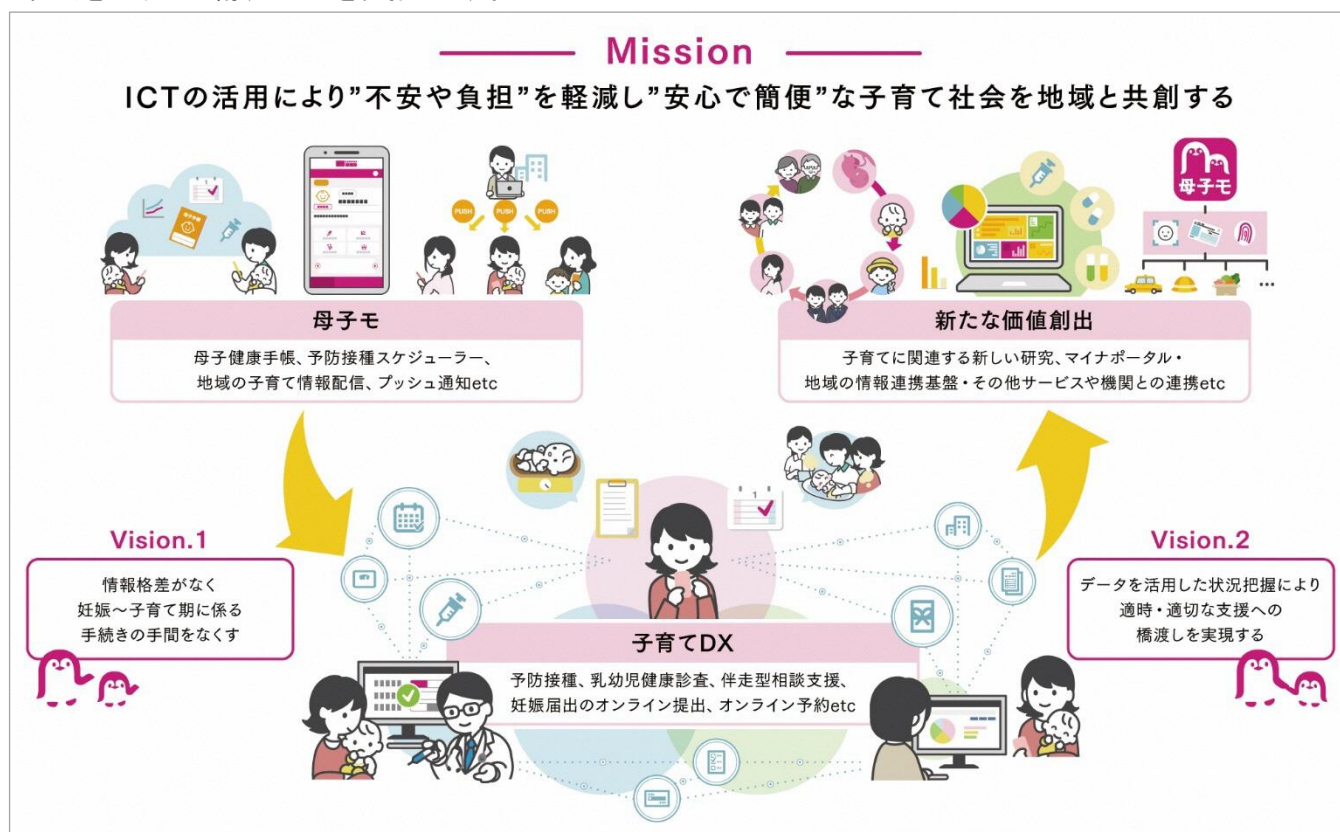 Mission
ICTの活用により”不安や負担”を軽減し”安心で簡便”な子育て社会を地域と共創する
1
母子手帳
PUSH
PUSH
PUSH
母子モ
母子モ
母子健康手帳、予防接種スケジューラー、
地域の子育て情報配信、プッシュ通知etc
新たな価値創出
子育てに関連する新しい研究、マイナポータル・
地域の情報連携基盤・その他サービスや機関との連携etc
…
1
Vision.1
情報格差がなく
妊娠～子育て期に係る
手続きの手間をなくす
Vision.2
データを活用した状況把握により
適時・適切な支援への
橋渡しを実現する
子育てDX
予防接種、乳幼児健康診査、伴走型相談支援、
妊娠届出のオンライン提出、オンライン予約etc